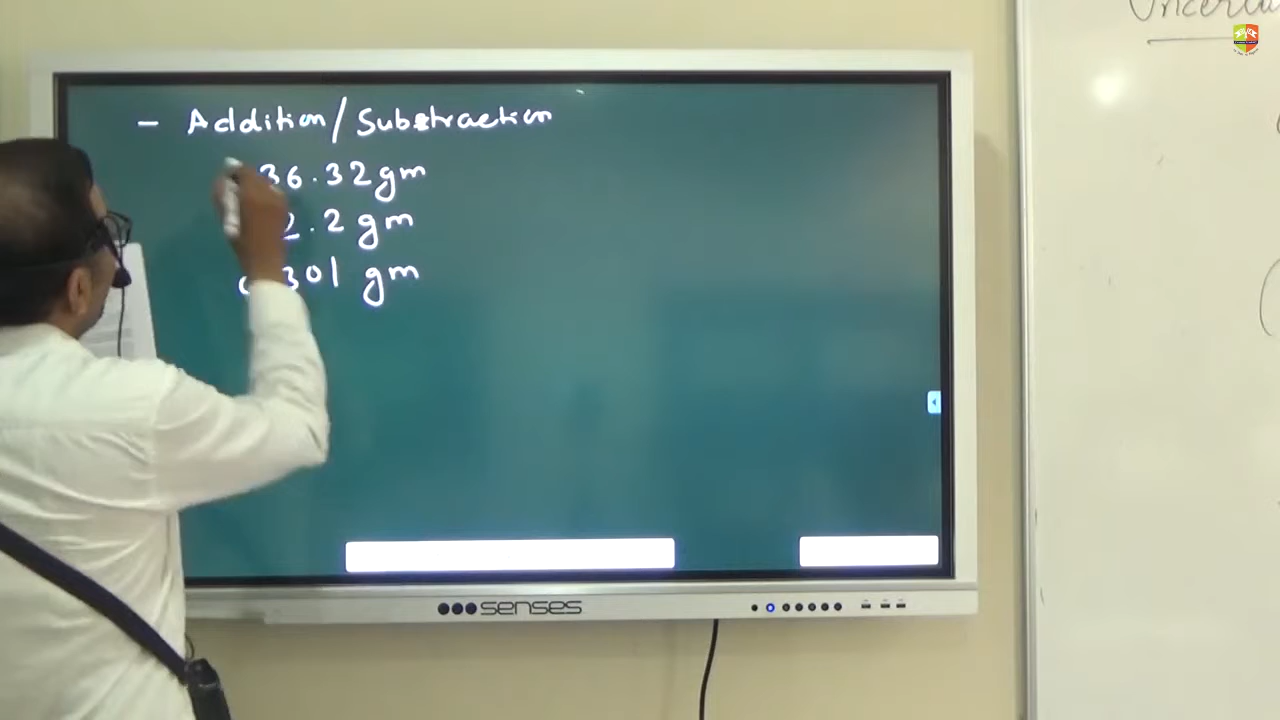 - Addition/Substraction
36.32 gm
2.2 gm
301 gm
senses